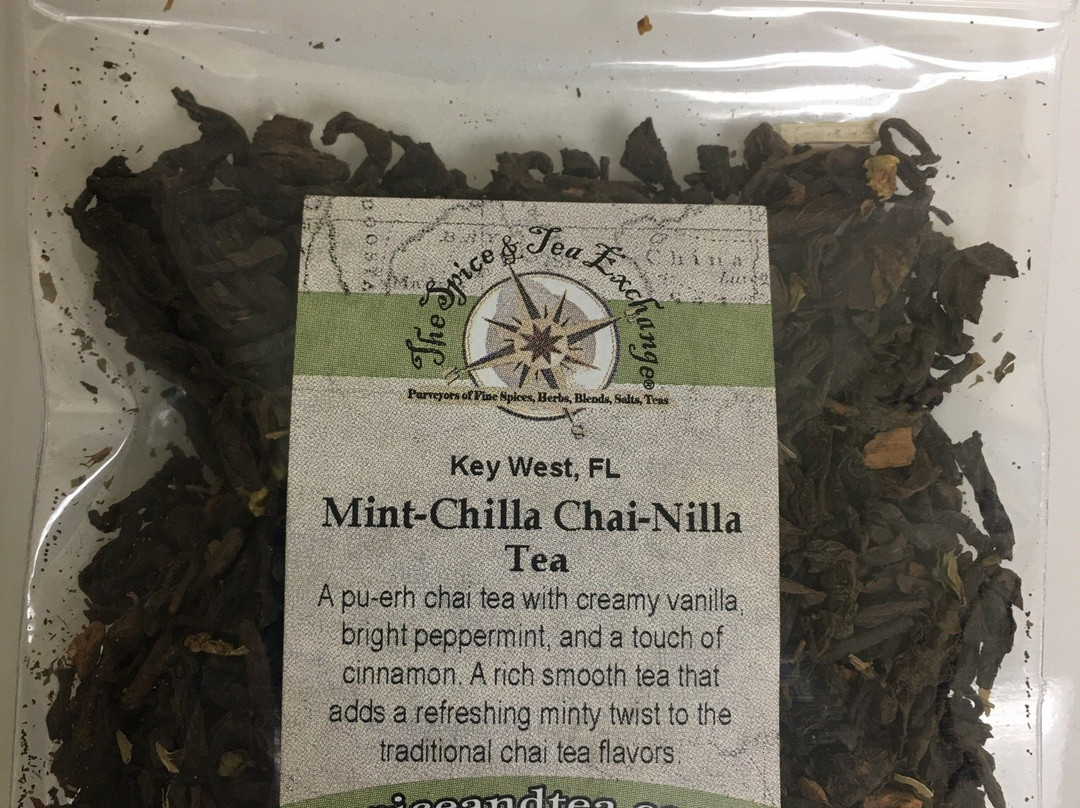 China
The Spice & Tea Exchange®
Purveyors of Fine Spices, Herbs, Blends, Salts, Teas
Key West, FL
Mint-Chilla Chai-Nilla
Tea
A pu-erh chai tea with creamy vanilla,
bright peppermint, and a touch of
cinnamon. A rich smooth tea that
adds a refreshing minty twist to the
traditional chai tea flavors.